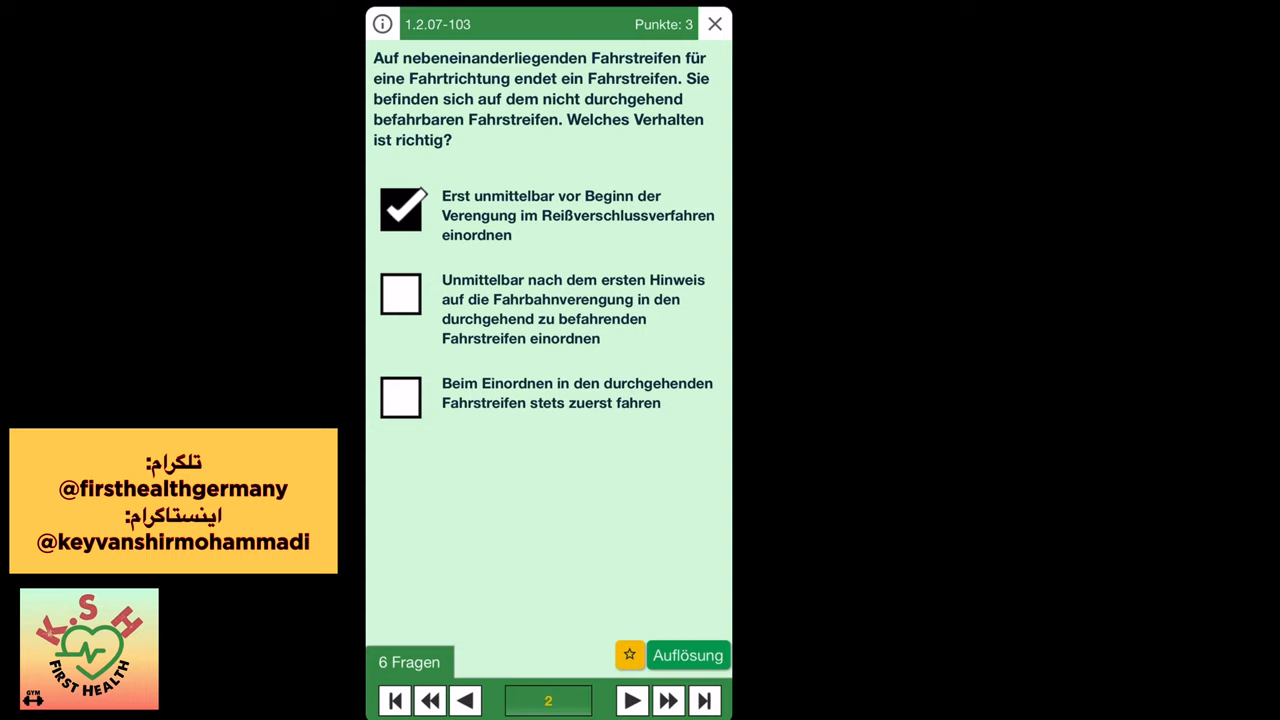 1.2.07-103
Punkte: 3
Auf nebeneinanderliegenden Fahrstreifen für
eine Fahrtrichtung endet ein Fahrstreifen. Sie
befinden sich auf dem nicht durchgehend
befahrbaren Fahrstreifen. Welches Verhalten
ist richtig?
Erst unmittelbar vor Beginn der
Verengung im Reißverschlussverfahren
einordnen
Unmittelbar nach dem ersten Hinweis
auf die Fahrbahnverengung in den
durchgehend zu befahrenden
Fahrstreifen einordnen
Beim Einordnen in den durchgehenden
Fahrstreifen stets zuerst fahren
تلگرام:
@firsthealthgermany
اینستاگرام:
@keyvanshirmohammadi
K.SH
FIRST HEALTH
GYM
6 Fragen
Auflösung
2